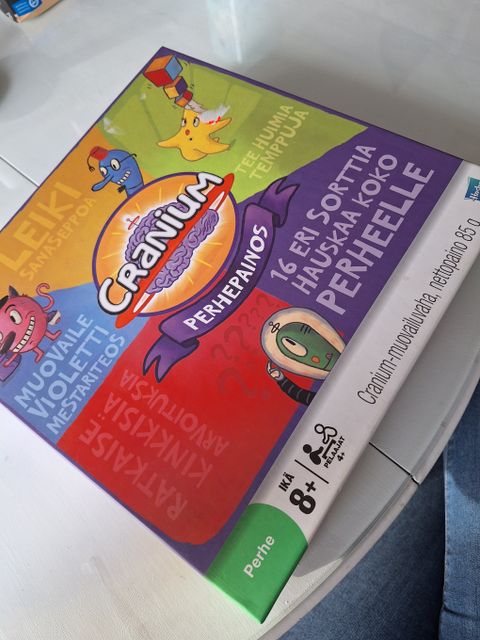 LEIKI
SANASEPPOA
TEE HUIMIA
TEMPPUJA
CRANIUM
PERHEPAINOS
16 ERI SORTTIA
HAUSKAA KOKO
PERHEELLE
MUOVAILE
VIOLETTI
MESTARITEOS
RATKAISE
KINKKISIÄ
ARVOITUKSIA
????
Perhe
IKÄ
8+
PELAAJAT
4+
Cranium-muovailuvaha, nettopaino 85 g